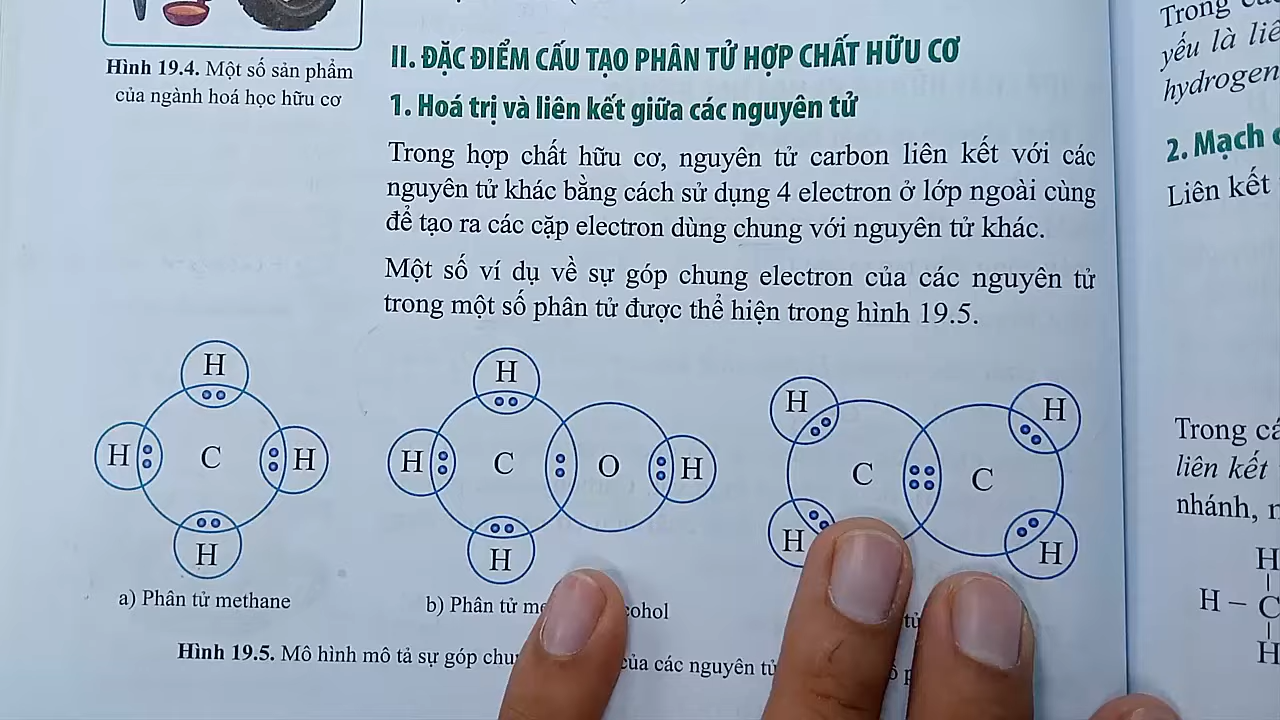 Hình 19.4. Một số sản phẩm
của ngành hoá học hữu cơ
II. ĐẶC ĐIỂM CẤU TẠO PHÂN TỬ HỢP CHẤT HỮU CƠ
1. Hoá trị và liên kết giữa các nguyên tử
Trong hợp chất hữu cơ, nguyên tử carbon liên kết với các
nguyên tử khác bằng cách sử dụng 4 electron ở lớp ngoài cùng
để tạo ra các cặp electron dùng chung với nguyên tử khác.
Một số ví dụ về sự góp chung electron của các nguyên tử
trong một số phân tử được thể hiện trong hình 19.5.
H
H C H
H
a) Phân tử methane
H
H C O H
H
b) Phân tử
H H
C C
H H
Hình 19.5. Mô hình mô tả sự góp của các nguyên tử
Trong
yếu là
hydrogen
2. Mạch
Liên kết
Trong
liên kết
nhánh,
H
H – C
H